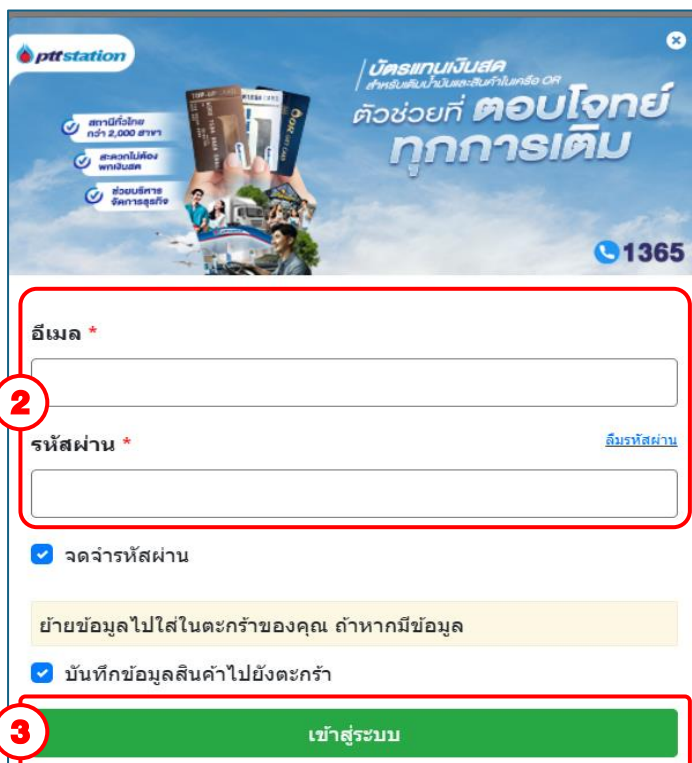 pttstation
บัตรแทนเงินสด
สำหรับเติมน้ำมันและสินค้าในเครือ OR
ตัวช่วยที่ ตอบโจทย์
ทุกการเติม
สถานีทั่วไทย
กว่า 2,000 สาขา
สะดวกไม่ต้อง
พกเงินสด
ช่วยบริหาร
จัดการธุรกิจ
1365
อีเมล *
2
รหัสผ่าน *
ลืมรหัสผ่าน
จดจำรหัสผ่าน
ย้ายข้อมูลไปใส่ในตะกร้าของคุณ ถ้าหากมีข้อมูล
บันทึกข้อมูลสินค้าไปยังตะกร้า
3
เข้าสู่ระบบ